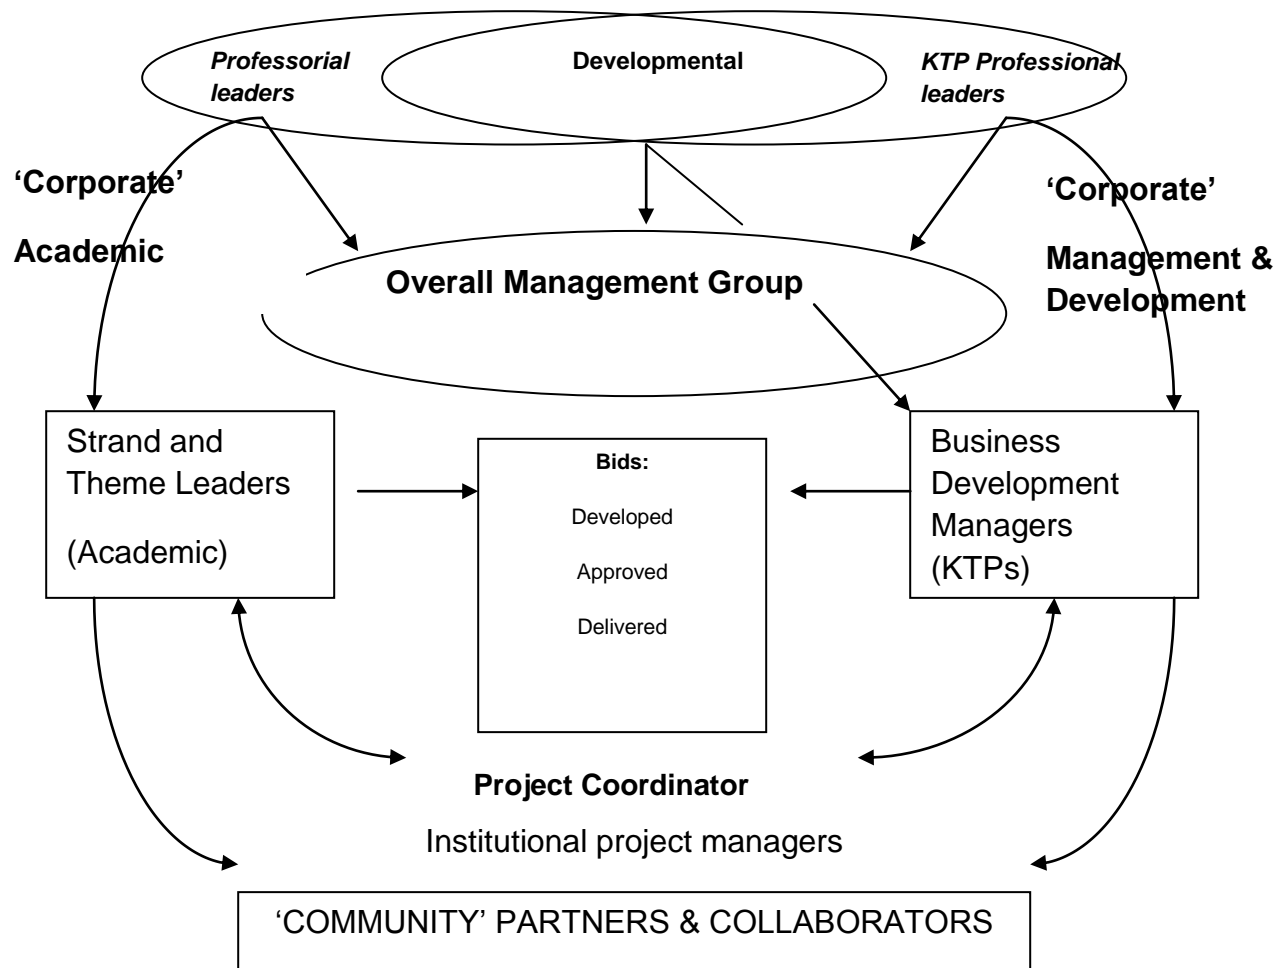 Professorial
leaders
Developmental
KTP Professional
leaders
‘Corporate’
Academic
‘Corporate’
Management &
Development
Overall Management Group
Strand and
Theme Leaders
(Academic)
Bids:
Developed
Approved
Delivered
Business
Development
Managers
(KTPs)
Project Coordinator
Institutional project managers
‘COMMUNITY’ PARTNERS & COLLABORATORS